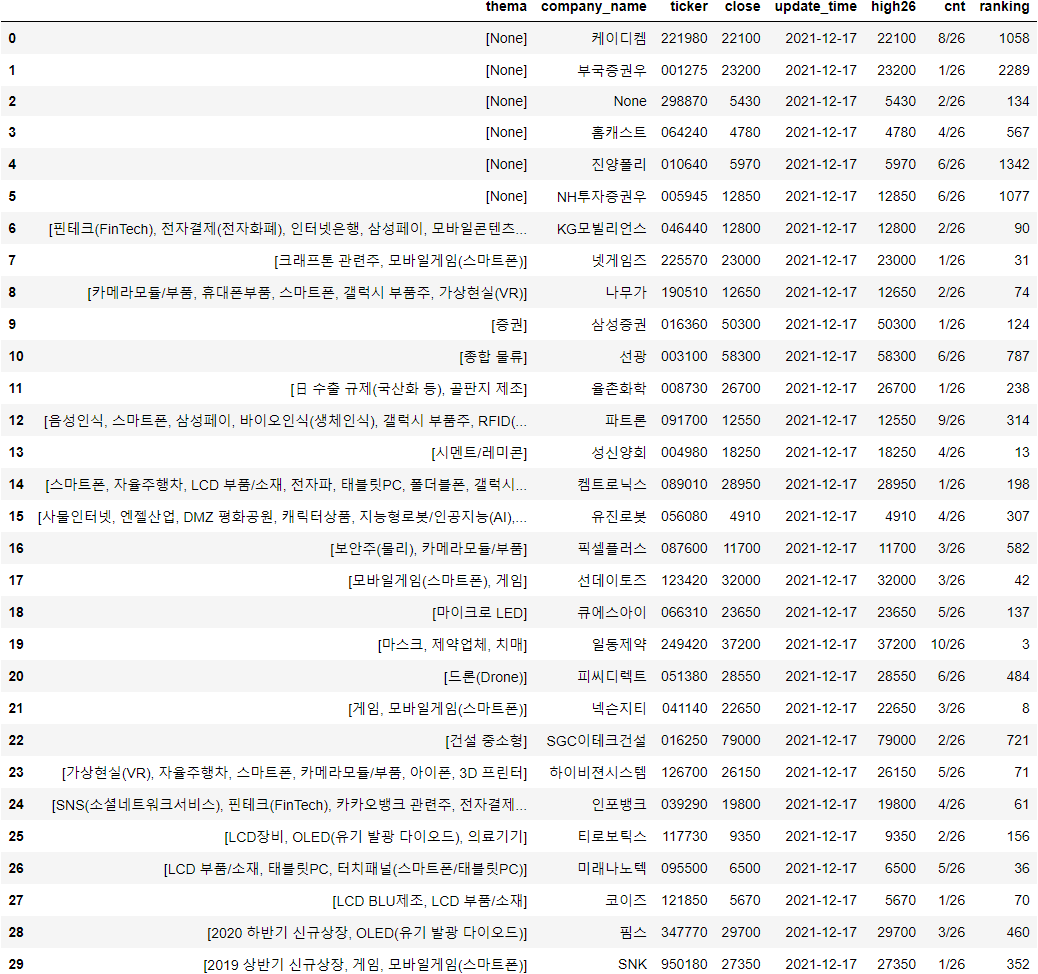 thema company_name ticker close update_time high26 cnt ranking
0 [None] 케이디켐 221980 22100 2021-12-17 22100 8/26 1058
1 [None] 부국증권우 001275 23200 2021-12-17 23200 1/26 2289
2 [None] None 298870 5430 2021-12-17 5430 2/26 134
3 [None] 홈캐스트 064240 4780 2021-12-17 4780 4/26 567
4 [None] 진양폴리 010640 5970 2021-12-17 5970 6/26 1342
5 [None] NH투자증권우 005945 12850 2021-12-17 12850 6/26 1077
6 [핀테크(FinTech), 전자결제(전자화폐), 인터넷은행, 삼성페이, 모바일콘텐츠... KG모빌리언스 046440 12800 2021-12-17 12800 2/26 90
7 [크래프톤 관련주, 모바일게임(스마트폰)] 넷게임즈 225570 23000 2021-12-17 23000 1/26 31
8 [카메라모듈/부품, 휴대폰부품, 스마트폰, 갤럭시 부품주, 가상현실(VR)] 나무가 190510 12650 2021-12-17 12650 2/26 74
9 [증권] 삼성증권 016360 50300 2021-12-17 50300 1/26 124
10 [종합 물류] 선광 003100 58300 2021-12-17 58300 6/26 787
11 [日 수출 규제(국산화 등), 골판지 제조] 율촌화학 008730 26700 2021-12-17 26700 1/26 238
12 [음성인식, 스마트폰, 삼성페이, 바이오인식(생체인식), 갤럭시 부품주, RFID(... 파트론 091700 12550 2021-12-17 12550 9/26 314
13 [시멘트/레미콘] 성신양회 004980 18250 2021-12-17 18250 4/26 13
14 [스마트폰, 자율주행차, LCD 부품/소재, 전자파, 태블릿PC, 폴더블폰, 갤럭시... 켐트로닉스 089010 28950 2021-12-17 28950 1/26 198
15 [사물인터넷, 엔젤산업, DMZ 평화공원, 캐릭터상품, 지능형로봇/인공지능(AI),... 유진로봇 056080 4910 2021-12-17 4910 4/26 307
16 [보안주(물리), 카메라모듈/부품] 픽셀플러스 087600 11700 2021-12-17 11700 3/26 582
17 [모바일게임(스마트폰), 게임] 선데이토즈 123420 32000 2021-12-17 32000 3/26 42
18 [마이크로 LED] 큐에스아이 066310 23650 2021-12-17 23650 5/26 137
19 [마스크, 제약업체, 치매] 일동제약 249420 37200 2021-12-17 37200 10/26 3
20 [드론(Drone)] 피씨디렉트 051380 28550 2021-12-17 28550 6/26 484
21 [게임, 모바일게임(스마트폰)] 넥슨지티 041140 22650 2021-12-17 22650 3/26 8
22 [건설 중소형] SGC이테크건설 016250 79000 2021-12-17 79000 2/26 721
23 [가상현실(VR), 자율주행차, 스마트폰, 카메라모듈/부품, 아이폰, 3D 프린터] 하이비젼시스템 126700 26150 2021-12-17 26150 5/26 71
24 [SNS(소셜네트워크서비스), 핀테크(FinTech), 카카오뱅크 관련주, 전자결제... 인포뱅크 039290 19800 2021-12-17 19800 4/26 61
25 [LCD장비, OLED(유기 발광 다이오드), 의료기기] 티로보틱스 117730 9350 2021-12-17 9350 2/26 156
26 [LCD 부품/소재, 태블릿PC, 터치패널(스마트폰/태블릿PC)] 미래나노텍 095500 6500 2021-12-17 6500 5/26 36
27 [LCD BLU제조, LCD 부품/소재] 코이즈 121850 5670 2021-12-17 5670 1/26 70
28 [2020 하반기 신규상장, OLED(유기 발광 다이오드)] 핌스 347770 29700 2021-12-17 29700 3/26 460
29 [2019 상반기 신규상장, 게임, 모바일게임(스마트폰)] SNK 950180 27350 2021-12-17 27350 1/26 352